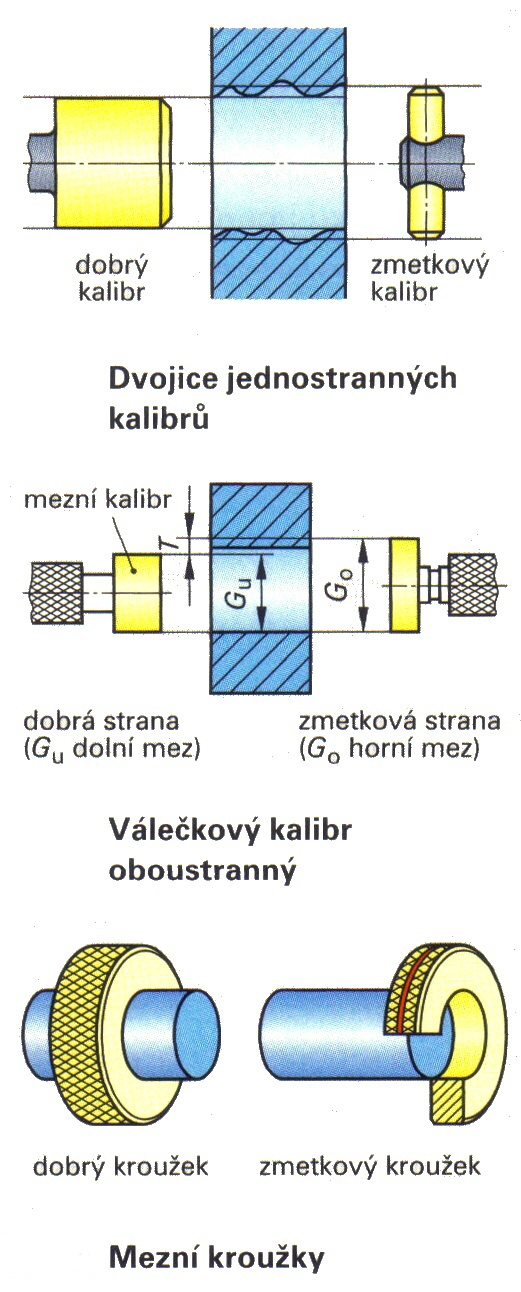 dobrý
kalibr
zmetkový
kalibr
Dvojice jednostranných
kalibrů
mezní kalibr
T
Gu
Go
dobrá strana
(Gu dolní mez)
zmetková strana
(Go horní mez)
Válečkový kalibr
oboustranný
dobrý kroužek
zmetkový kroužek
Mezní kroužky